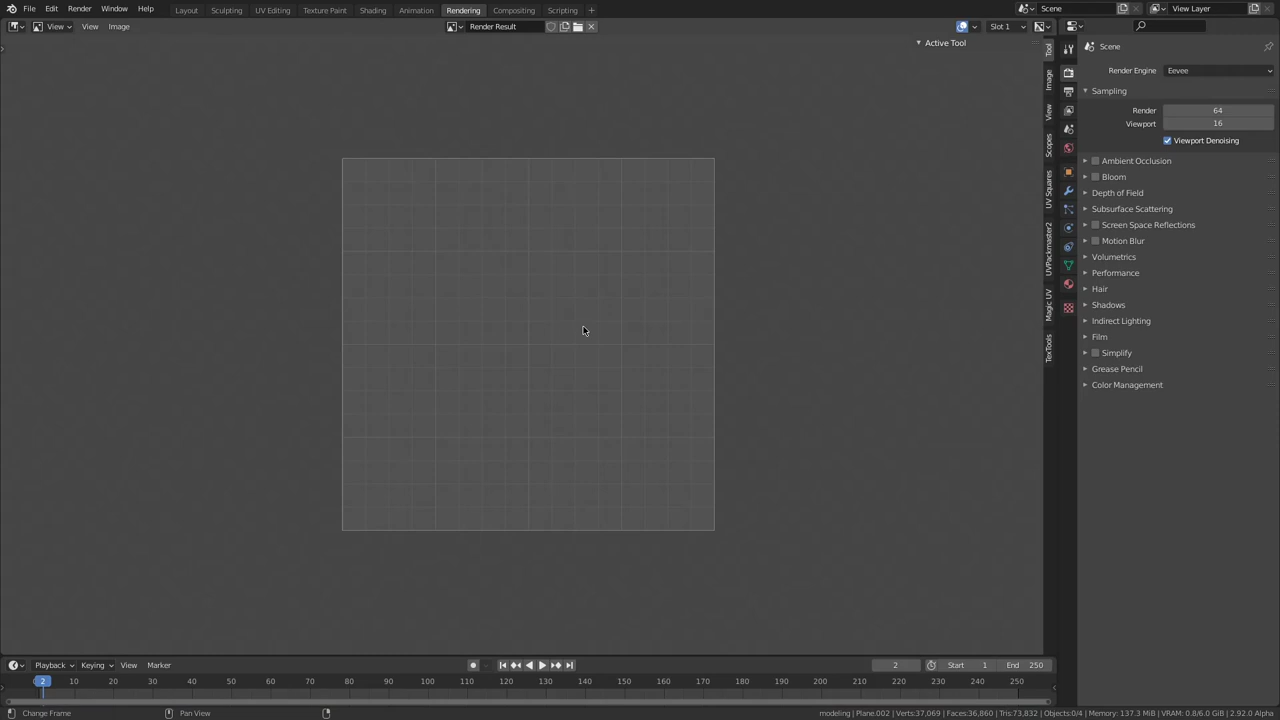 File Edit Render Window Help Layout Sculpting UV Editing Texture Paint Shading Animation Rendering Compositing Scripting + Scene View Layer
View View Image Render Result Slot 1
Active Tool
Tool
Image
View
Scopes
UV Squares
UVPackmaster2
Magic UV
TexTools
Scene
Render Engine Eevee
Sampling
Render 64
Viewport 16
Viewport Denoising
Ambient Occlusion
Bloom
Depth of Field
Subsurface Scattering
Screen Space Reflections
Motion Blur
Volumetrics
Performance
Hair
Shadows
Indirect Lighting
Film
Simplify
Grease Pencil
Color Management
Playback Keying View Marker 2 Start 1 End 250
2 10 20 30 40 50 60 70 80 90 100 110 120 130 140 150 160 170 180 190 200 210 220 230 240 250
Change Frame Pan View modeling | Plane.002 | Verts:37,069 | Faces:36,860 | Tris:73,832 | Objects:0/4 | Memory: 137.3 MiB | VRAM: 0.8/6.0 GiB | 2.92.0 Alpha